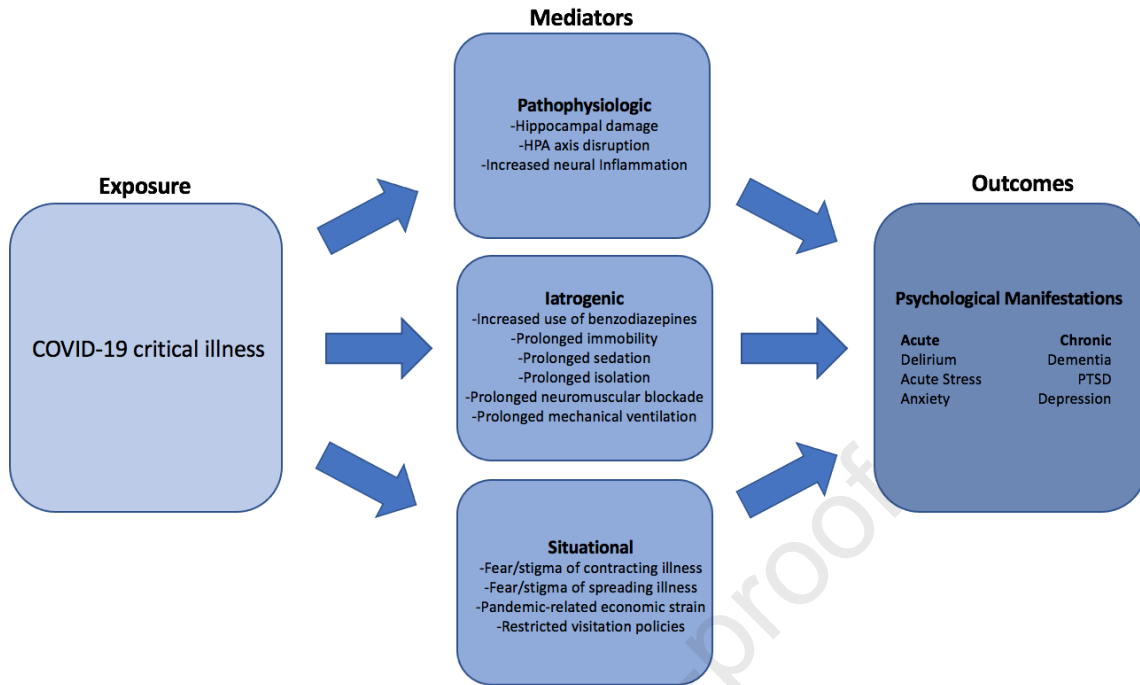 Mediators
Pathophysiologic
-Hippocampal damage
-HPA axis disruption
-Increased neural Inflammation
Exposure
COVID-19 critical illness
Iatrogenic
-Increased use of benzodiazepines
-Prolonged immobility
-Prolonged sedation
-Prolonged isolation
-Prolonged neuromuscular blockade
-Prolonged mechanical ventilation
Situational
-Fear/stigma of contracting illness
-Fear/stigma of spreading illness
-Pandemic-related economic strain
-Restricted visitation policies
Outcomes
Psychological Manifestations
Acute Chronic
Delirium Dementia
Acute Stress PTSD
Anxiety Depression
-proof